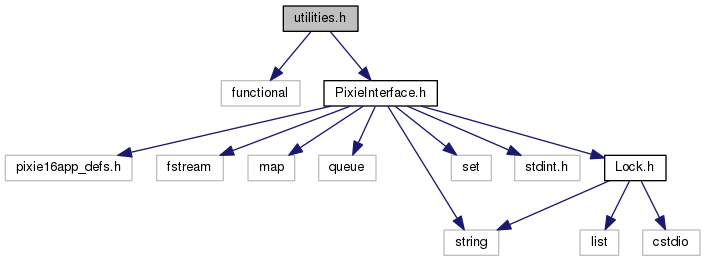 utilities.h
functional
PixieInterface.h
pixie16app_defs.h
fstream
map
queue
set
stdint.h
Lock.h
string
list
cstdio